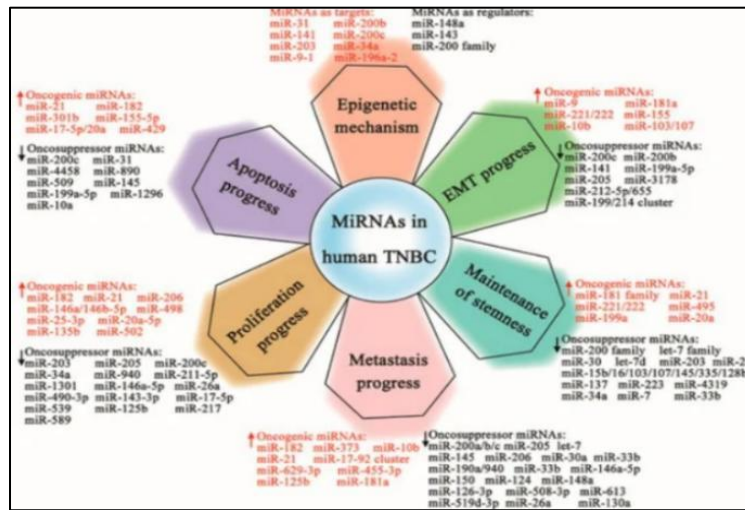 MiRNAs as targets:
miR-31 miR-200b
miR-141 miR-200c
miR-203 miR-34a
miR-9-1 miR-196a-2
MiRNAs as regulators:
miR-148a
miR-143
miR-200 family
Epigenetic
mechanism
Oncogenic miRNAs:
miR-21 miR-182
miR-301b miR-155-5p
miR-17-5p/20a miR-429
Oncosuppressor miRNAs:
miR-200c miR-31
miR-4458 miR-890
miR-509 miR-145
miR-199a-5p miR-1296
miR-10a
Apoptosis
progress
Oncogenic miRNAs:
miR-9 miR-181a
miR-221/222 miR-155
miR-10b miR-103/107
Oncosuppressor miRNAs:
miR-200c miR-200b
miR-141 miR-199a-5p
miR-205 miR-3178
miR-212-5p/655
miR-199/214 cluster
EMT progress
MiRNAs in
human TNBC
Oncogenic miRNAs:
miR-182 miR-21 miR-206
miR-146a/146b-5p miR-498
miR-25-3p miR-20a-5p
miR-135b miR-502
Oncosuppressor miRNAs:
miR-203 miR-205 miR-200c
miR-34a miR-940 miR-211-5p
miR-1301 miR-146a-5p miR-26a
miR-490-3p miR-143-3p miR-17-5p
miR-539 miR-125b miR-217
miR-589
Proliferation
progress
Maintenance
of stemness
Oncogenic miRNAs:
miR-181 family miR-21
miR-221/222 miR-495
miR-199a miR-20a
Oncosuppressor miRNAs:
miR-200 family let-7 family
miR-30 let-7d miR-203 miR-2
miR-15b/16/103/107/145/335/128b
miR-137 miR-223 miR-4319
miR-34a miR-7 miR-33b
Metastasis
progress
Oncogenic miRNAs:
miR-182 miR-373 miR-10b
miR-21 miR-17-92 cluster
miR-629-3p miR-455-3p
miR-125b miR-181a
Oncosuppressor miRNAs:
miR-200a/b/c miR-205 let-7
miR-145 miR-206 miR-30a miR-33b
miR-190a/940 miR-33b miR-146a-5p
miR-150 miR-124 miR-148a
miR-126-3p miR-508-3p miR-613
miR-519d-3p miR-26a miR-130a